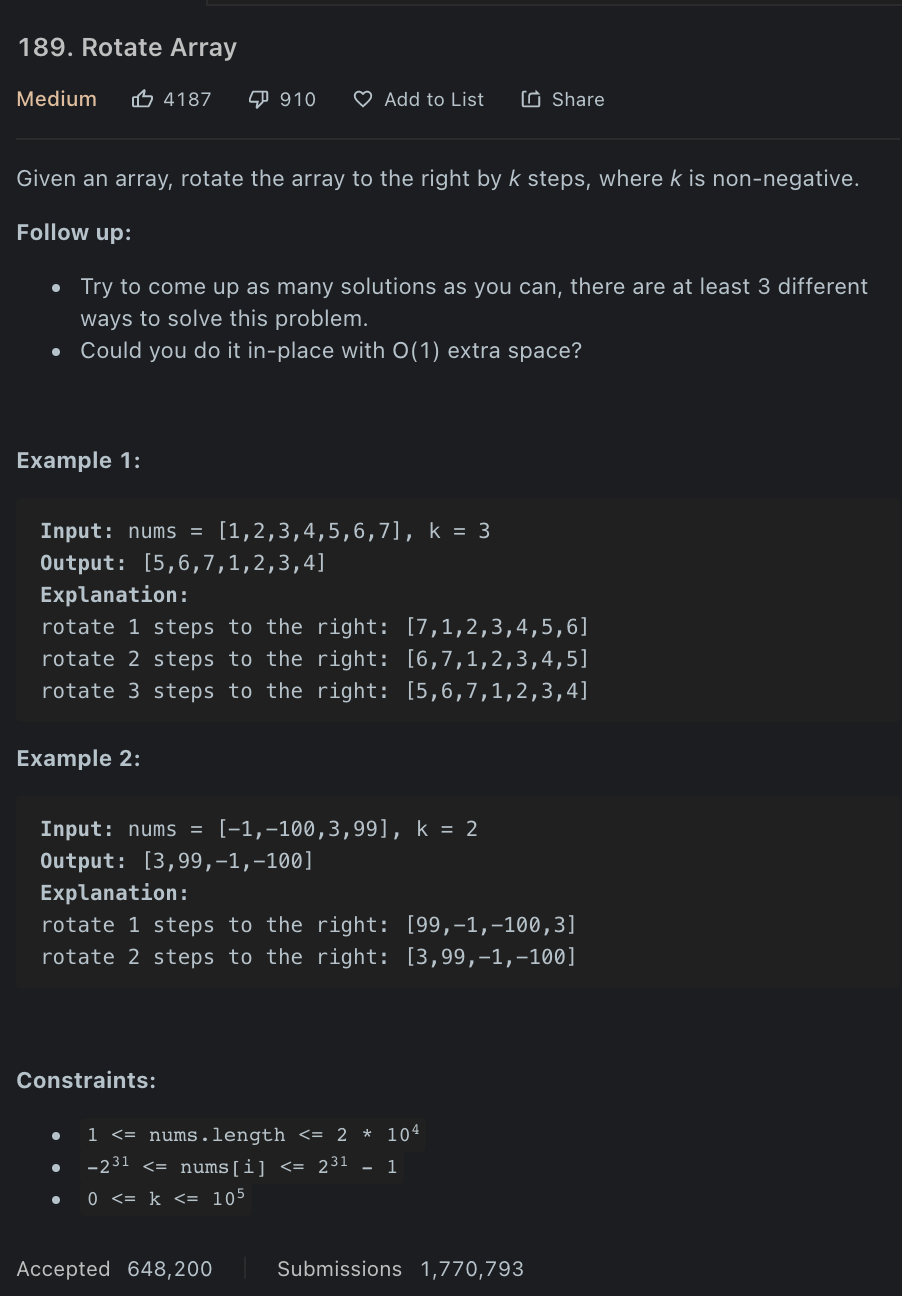 189. Rotate Array
Medium 4187 910 Add to List Share
Given an array, rotate the array to the right by k steps, where k is non-negative.
Follow up:
• Try to come up as many solutions as you can, there are at least 3 different
ways to solve this problem.
• Could you do it in-place with O(1) extra space?
Example 1:
Input: nums = [1,2,3,4,5,6,7], k = 3
Output: [5,6,7,1,2,3,4]
Explanation:
rotate 1 steps to the right: [7,1,2,3,4,5,6]
rotate 2 steps to the right: [6,7,1,2,3,4,5]
rotate 3 steps to the right: [5,6,7,1,2,3,4]
Example 2:
Input: nums = [-1,-100,3,99], k = 2
Output: [3,99,-1,-100]
Explanation:
rotate 1 steps to the right: [99,-1,-100,3]
rotate 2 steps to the right: [3,99,-1,-100]
Constraints:
• 1 <= nums.length <= 2 * 10⁴
• -2³¹ <= nums[i] <= 2³¹ - 1
• 0 <= k <= 10⁵
Accepted 648,200 Submissions 1,770,793